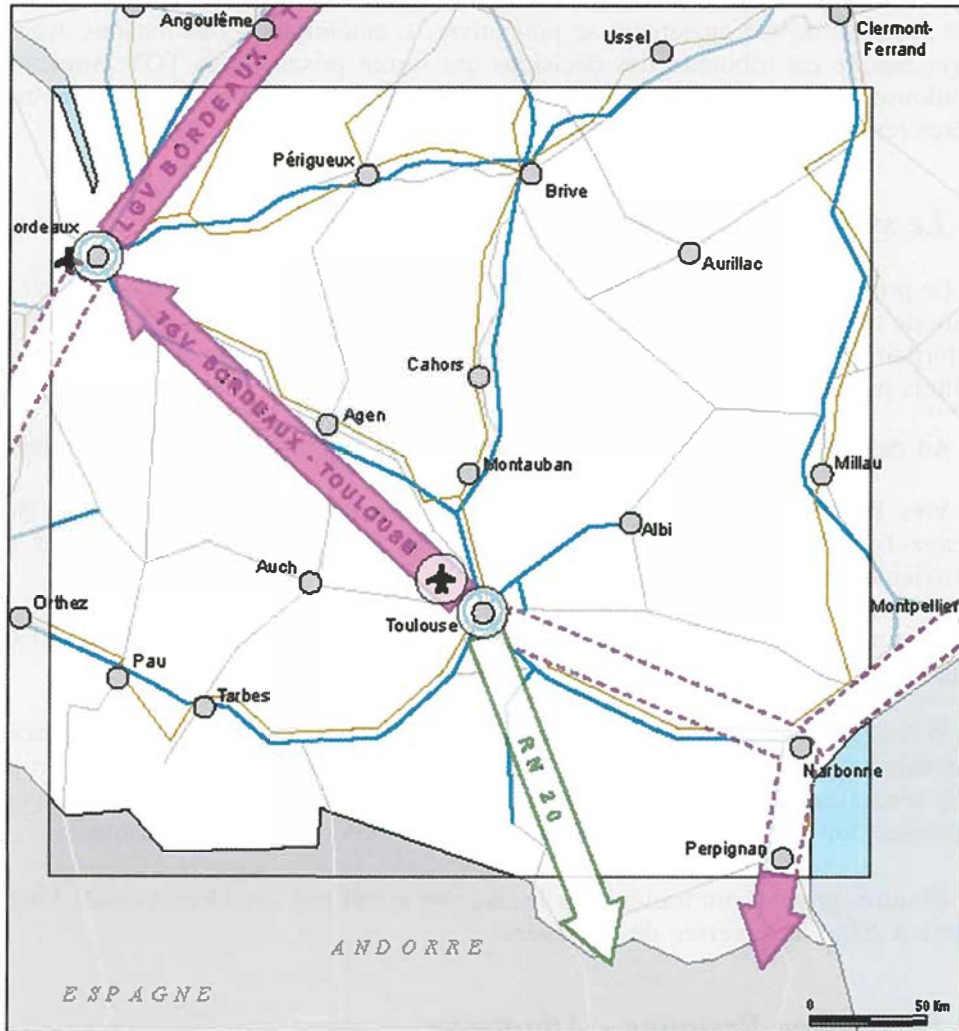 Angoulême
Ussel
Clermont-
Ferrand
LGV BORDEAUX
Périgueux
Brive
ordeaux
Aurillac
TGV BORDEAUX - TOULOUSE
Cahors
Agen
Montauban
Millau
Albi
Auch
Orthez
Toulouse
Montpellier
Pau
Tarbes
RN 20
Narbonne
Perpignan
ANDORRE
ESPAGNE
0 50 Km